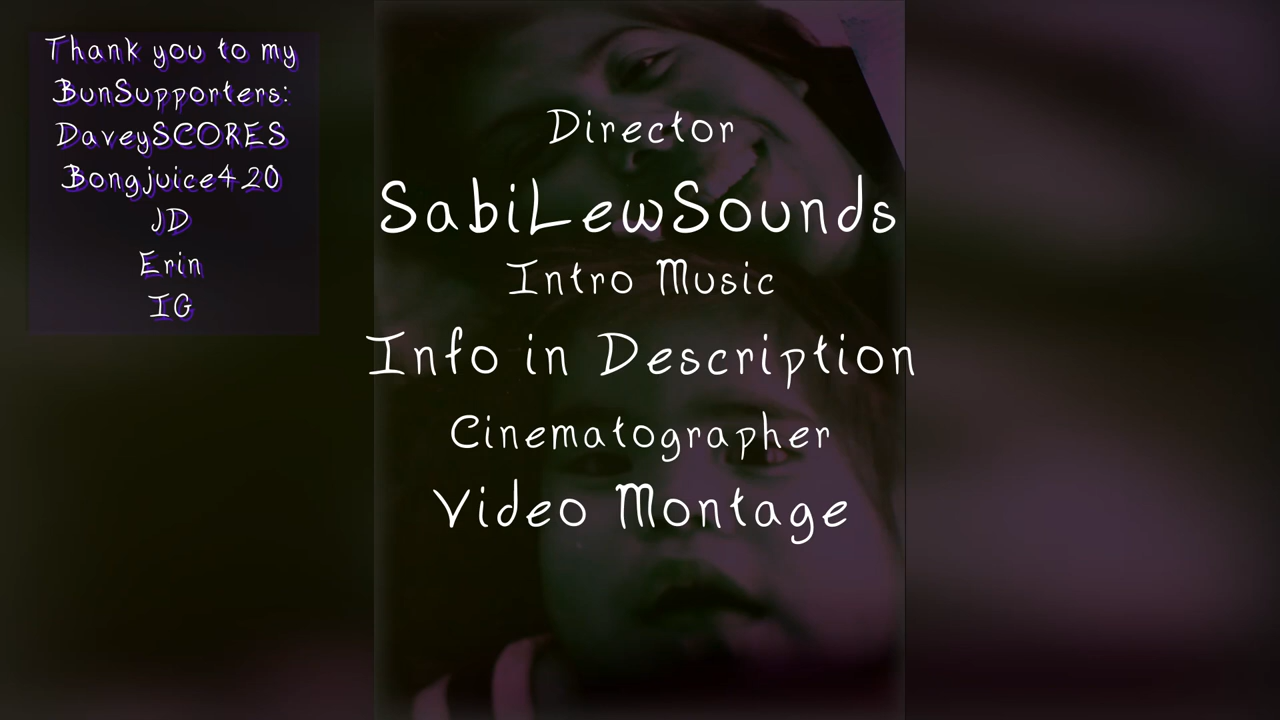 Thank you to my
BunSupporters:
DaveySCORES
Bongjuice420
JD
Erin
IG
Director
SabiLewSounds
Intro Music
Info in Description
Cinematographer
Video Montage